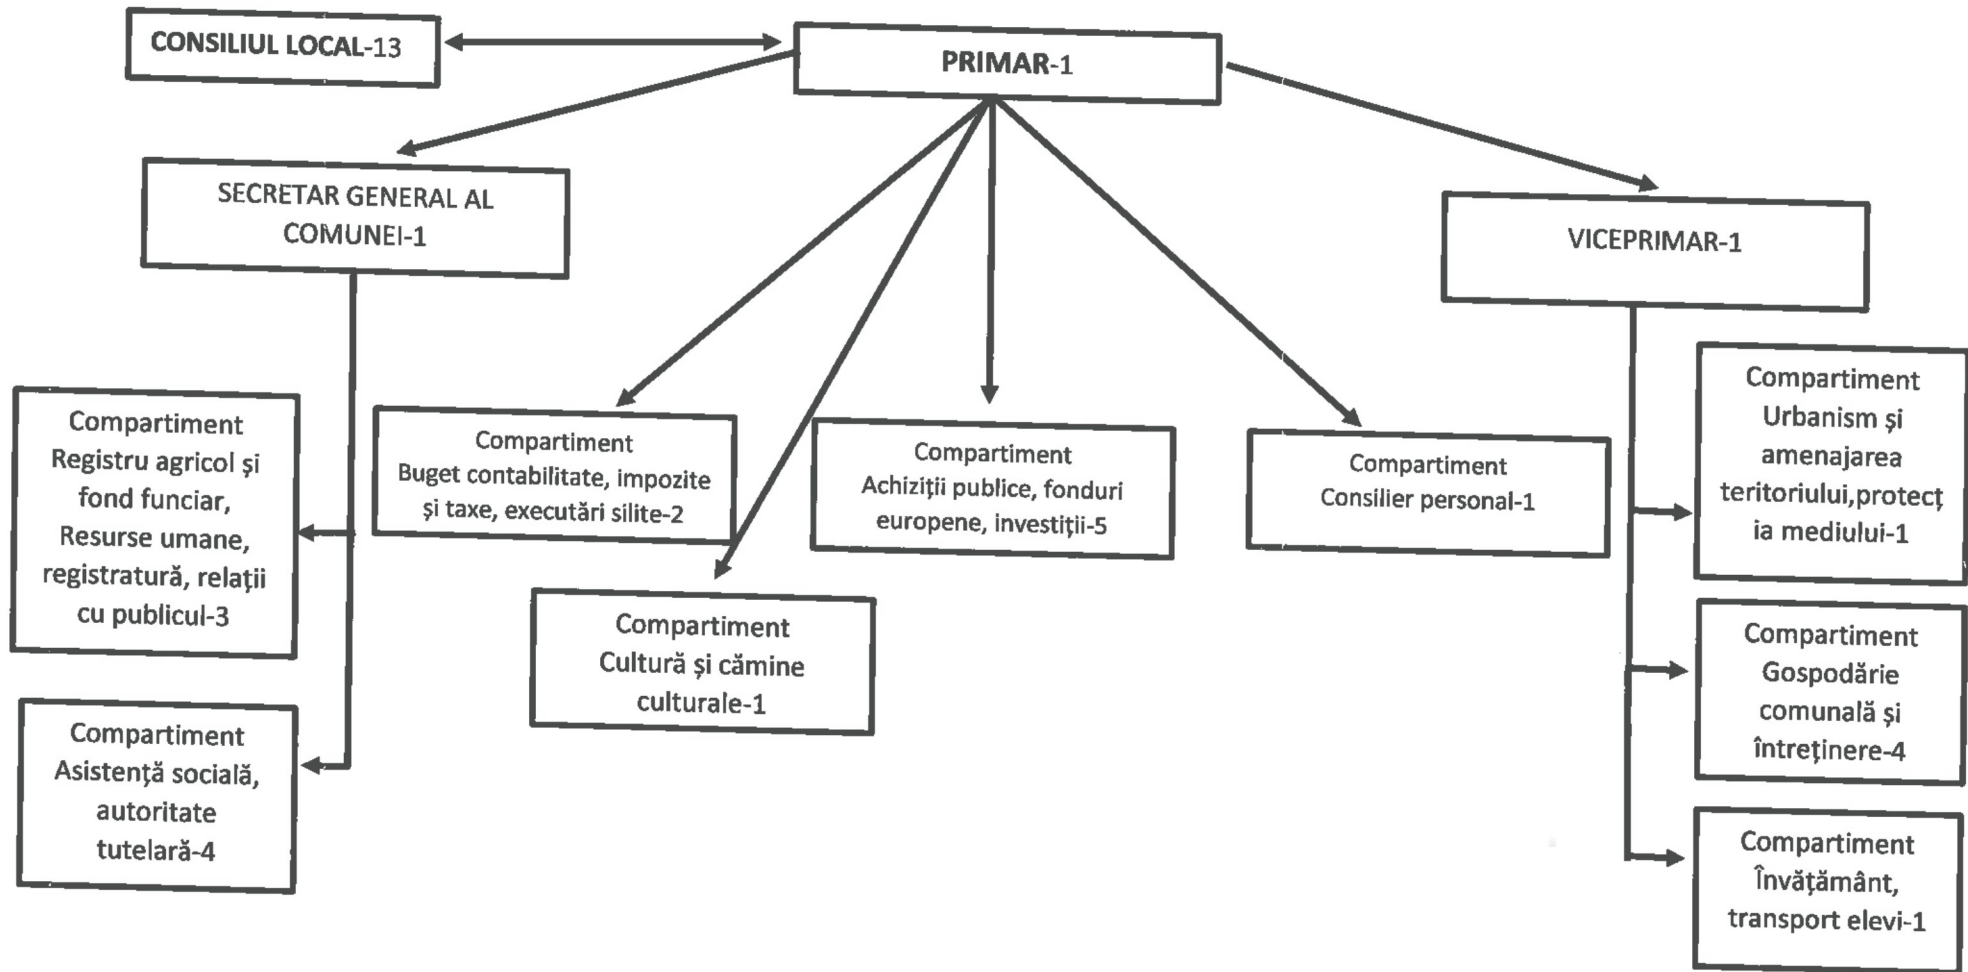 CONSILIUL LOCAL-13
PRIMAR-1
SECRETAR GENERAL AL
COMUNEI-1
VICEPRIMAR-1
Compartiment
Registru agricol și
fond funciar,
Resurse umane,
registratură, relații
cu publicul-3
Compartiment
Buget contabilitate, impozite
și taxe, executări silite-2
Compartiment
Achiziții publice, fonduri
europene, investiții-5
Compartiment
Consilier personal-1
Compartiment
Urbanism și
amenajarea
teritoriului,protecț
ia mediului-1
Compartiment
Cultură și cămine
culturale-1
Compartiment
Gospodărie
comunală și
întreținere-4
Compartiment
Asistență socială,
autoritate
tutelară-4
Compartiment
Învățământ,
transport elevi-1